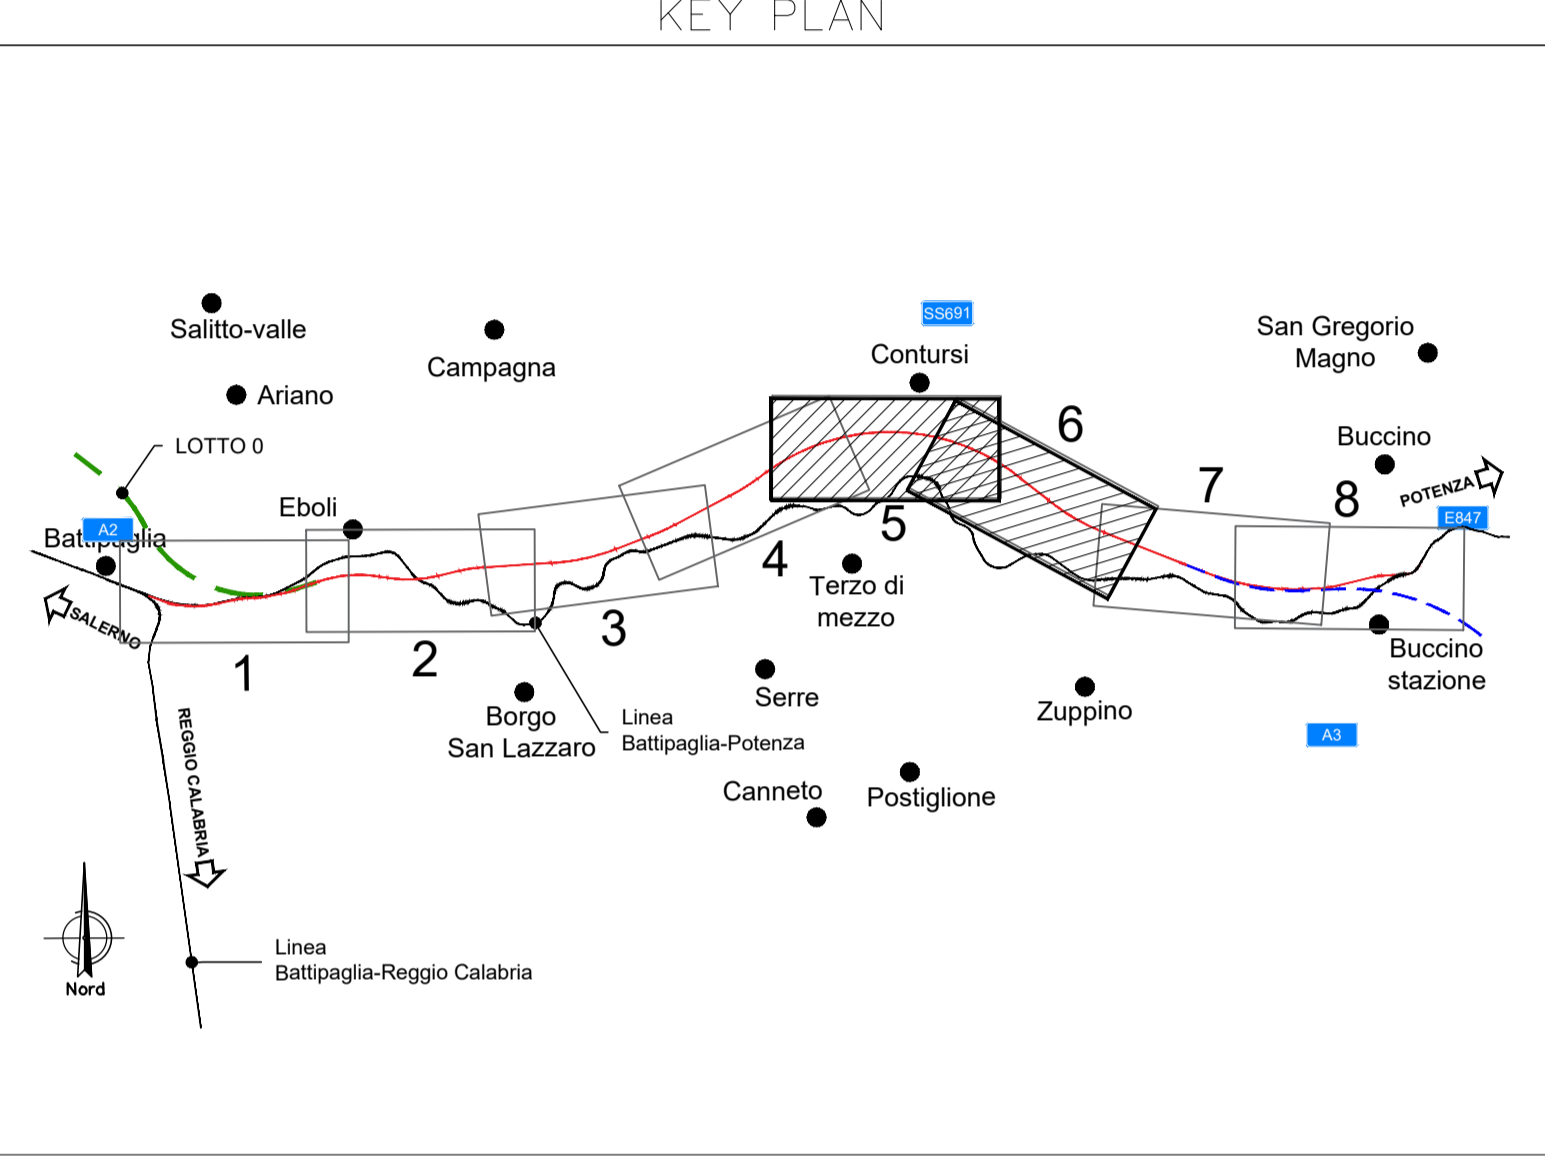 KEY PLAN
SS691
San Gregorio
Magno
Salitto-valle
Contursi
Campagna
Ariano
6
Buccino
LOTTO 0
7
POTENZA
8
Eboli
E847
A2
5
Battipaglia
4
Terzo di
mezzo
SALERNO
3
1
2
Buccino
stazione
Serre
Zuppino
Borgo
San Lazzaro
Linea
Battipaglia-Potenza
A3
REGGIO CALABRIA
Canneto
Postiglione
Linea
Battipaglia-Reggio Calabria
Nord